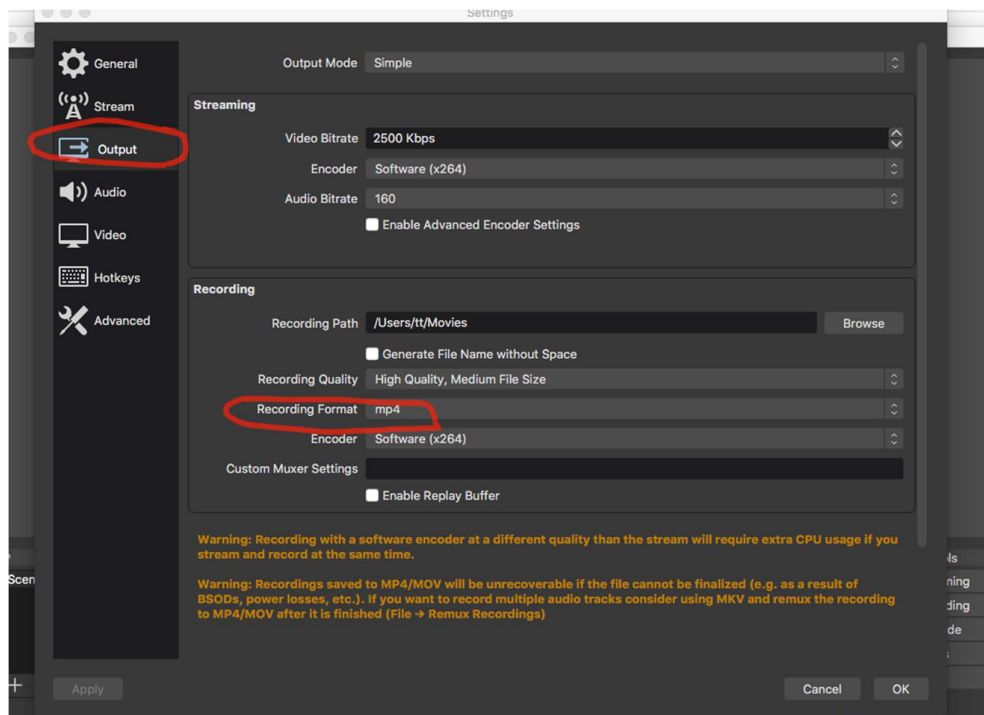 Settings
General
Stream
Output
Audio
Video
Hotkeys
Advanced
Output Mode Simple
Streaming
Video Bitrate 2500 Kbps
Encoder Software (x264)
Audio Bitrate 160
Enable Advanced Encoder Settings
Recording
Recording Path /Users/tt/Movies Browse
Generate File Name without Space
Recording Quality High Quality, Medium File Size
Recording Format mp4
Encoder Software (x264)
Custom Muxer Settings
Enable Replay Buffer
Warning: Recording with a software encoder at a different quality than the stream will require extra CPU usage if you
stream and record at the same time.
Warning: Recordings saved to MP4/MOV will be unrecoverable if the file cannot be finalized (e.g. as a result of
BSODs, power losses, etc.). If you want to record multiple audio tracks consider using MKV and remux the recording
to MP4/MOV after it is finished (File → Remux Recordings)
Apply Cancel OK